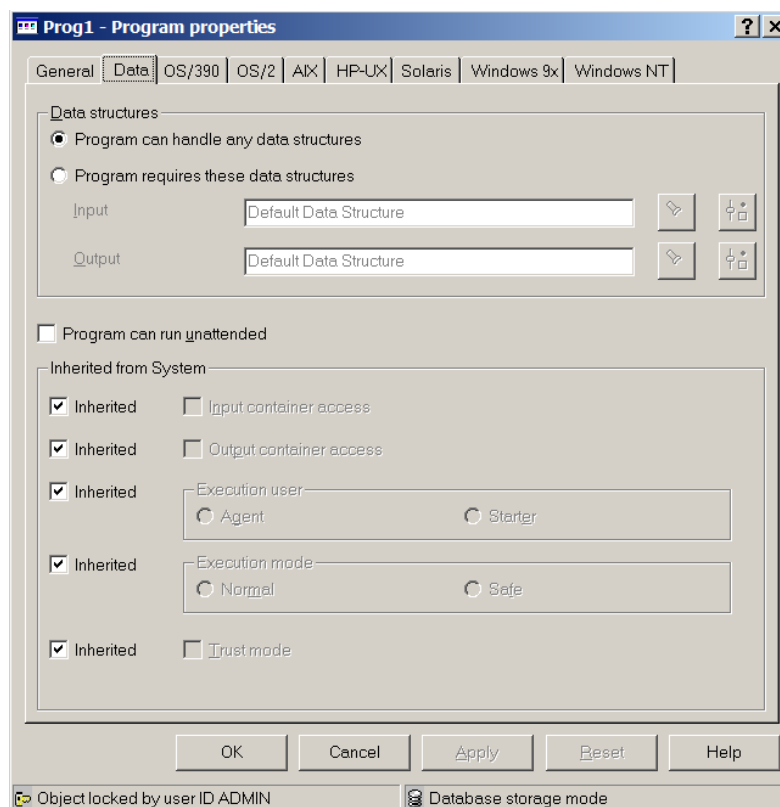 Prog1 - Program properties
General Data OS/390 OS/2 AIX HP-UX Solaris Windows 9x Windows NT
Data structures
Program can handle any data structures
Program requires these data structures
Input Default Data Structure
Output Default Data Structure
Program can run unattended
Inherited from System
Inherited Input container access
Inherited Output container access
Execution user
Inherited
Agent Starter
Execution mode
Inherited
Normal Safe
Inherited Trust mode
OK Cancel Apply Reset Help
Object locked by user ID ADMIN Database storage mode